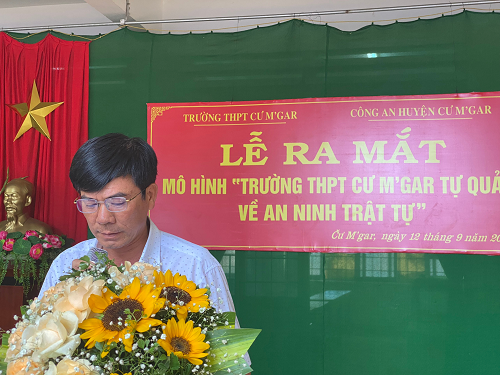 TRƯỜNG THPT CƯ M'GAR CÔNG AN HUYỆN CƯ M'GAR
LỄ RA MẮT
MÔ HÌNH "TRƯỜNG THPT CƯ M'GAR TỰ QUẢ
VỀ AN NINH TRẬT TỰ"
Cư M'gar, ngày 12 tháng 9 năm 20